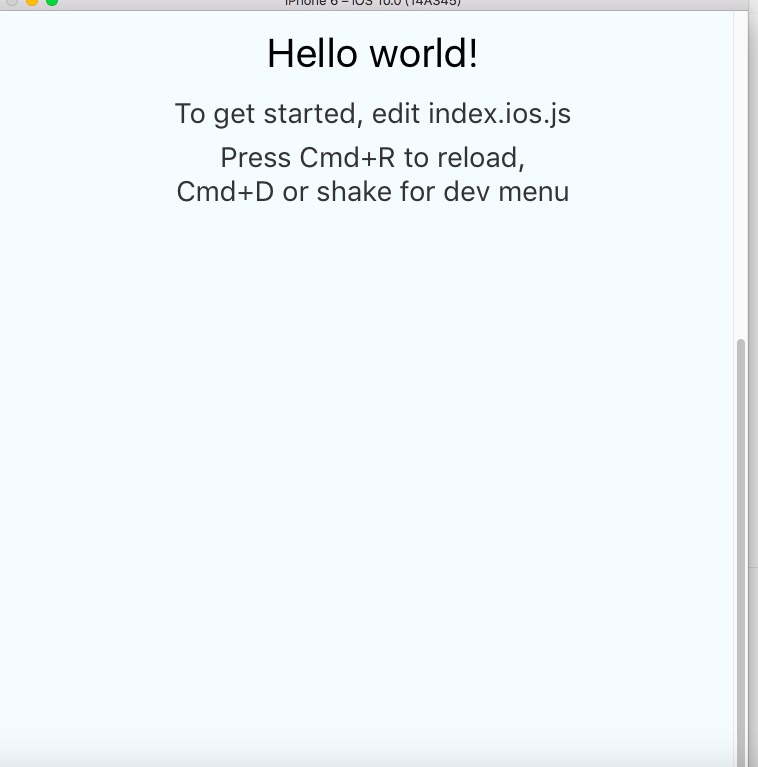 iPhone 6 – iOS 10.0 (14A345)
Hello world!
To get started, edit index.ios.js
Press Cmd+R to reload,
Cmd+D or shake for dev menu